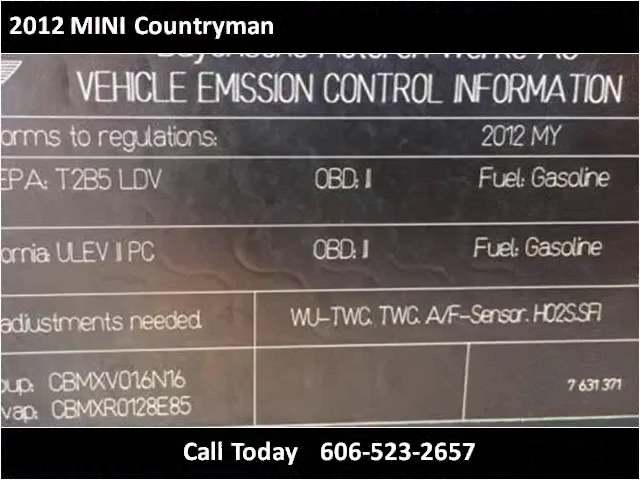 2012 MINI Countryman
VEHICLE EMISSION CONTROL INFORMATION
orms to regulations: 2012 MY
EPA: T2B5 LDV OBD: II Fuel: Gasoline
ornia: ULEV II PC OBD: II Fuel: Gasoline
adjustments needed WU-TWC. TWC. A/F-Sensor. HO2S.SFI
oup: CBMXV01.6N16 7 631 371
vap: CBMXR0128E85
Call Today 606-523-2657